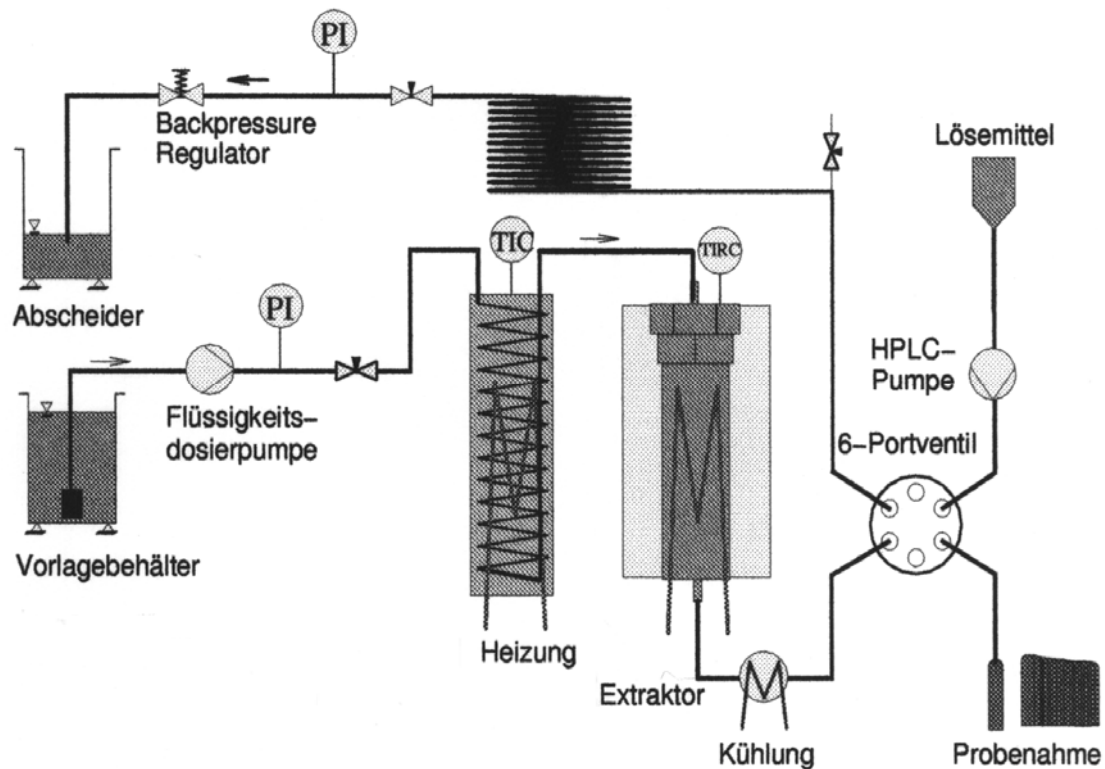 PI
Backpressure
Regulator
Lösemittel
TIC
TIRC
Abscheider
PI
HPLC–
Pumpe
Flüssigkeits–
dosierpumpe
6–Portventil
Vorlagebehälter
Heizung
Extraktor
Kühlung
Probenahme